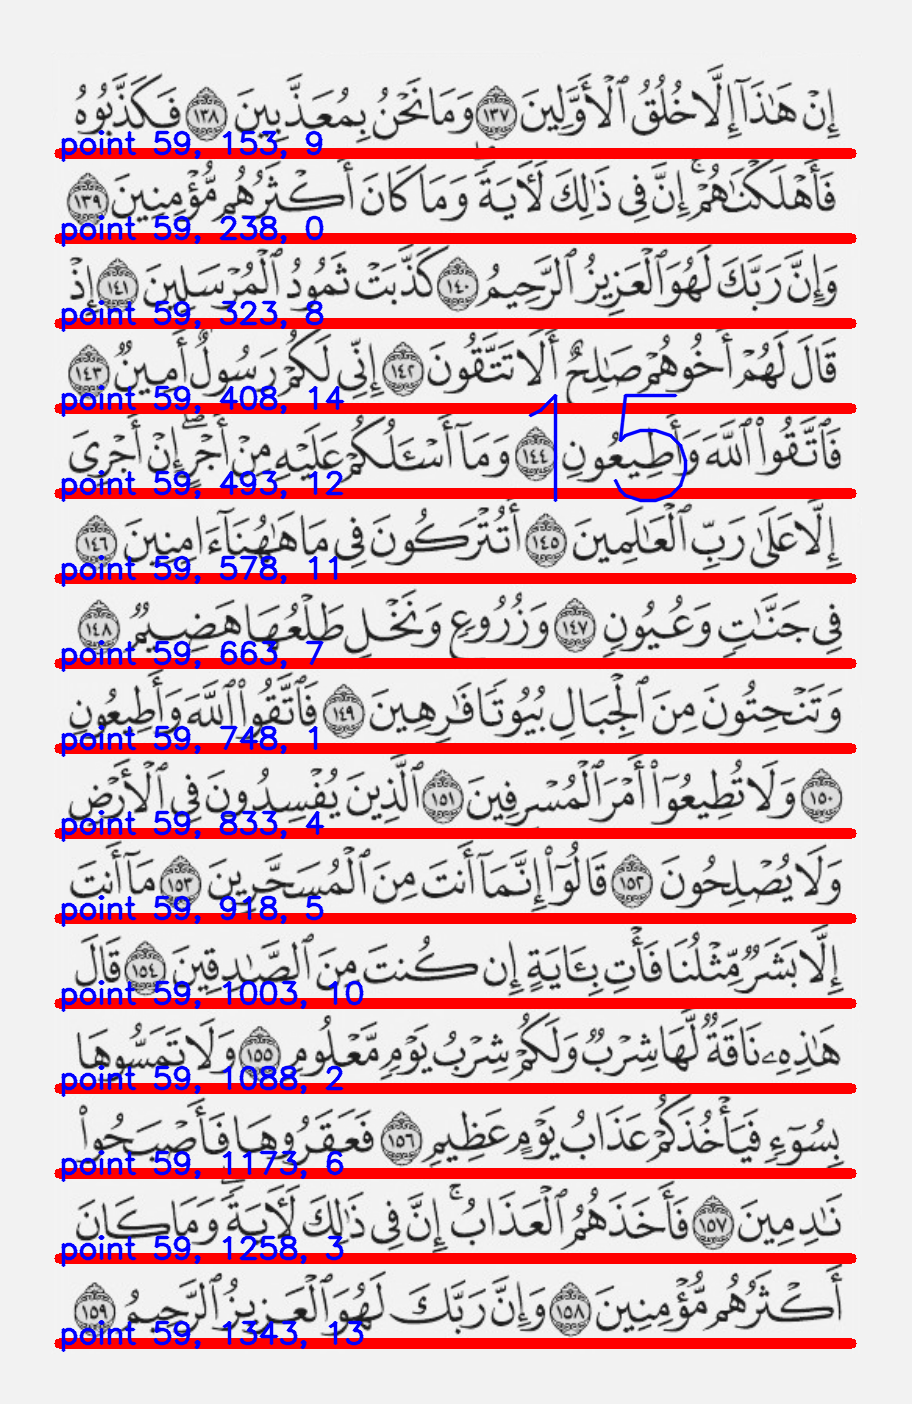 إِنْ هَٰذَآ إِلَّا خُلُقُ ٱلْأَوَّلِينَ ١٣٧ وَمَا نَحْنُ بِمُعَذَّبِينَ ١٣٨ فَكَذَّبُوهُ
point 59, 153, 9
فَأَهْلَكْنَٰهُمْ ۗ إِنَّ فِى ذَٰلِكَ لَءَايَةً ۖ وَمَا كَانَ أَكْثَرُهُم مُّؤْمِنِينَ ١٣٩
point 59, 238, 0
وَإِنَّ رَبَّكَ لَهُوَ ٱلْعَزِيزُ ٱلرَّحِيمُ ١٤٠ كَذَّبَتْ ثَمُودُ ٱلْمُرْسَلِينَ ١٤١ إِذْ
point 59, 323, 8
قَالَ لَهُمْ أَخُوهُمْ صَٰلِحٌ أَلَا تَتَّقُونَ ١٤٢ إِنِّى لَكُمْ رَسُولٌ أَمِينٌ ١٤٣
point 59, 408, 14
15
فَٱتَّقُوا۟ ٱللَّهَ وَأَطِيعُونِ ١٤٤ وَمَآ أَسْـَٔلُكُمْ عَلَيْهِ مِنْ أَجْرٍ ۖ إِنْ أَجْرِىَ
point 59, 493, 12
إِلَّا عَلَىٰ رَبِّ ٱلْعَٰلَمِينَ ١٤٥ أَتُتْرَكُونَ فِى مَا هَٰهُنَآ ءَامِنِينَ ١٤٦
point 59, 578, 11
فِى جَنَّٰتٍ وَعُيُونٍ ١٤٧ وَزُرُوعٍ وَنَخْلٍ طَلْعُهَا هَضِيمٌ ١٤٨
point 59, 663, 7
وَتَنْحِتُونَ مِنَ ٱلْجِبَالِ بُيُوتًا فَٰرِهِينَ ١٤٩ فَٱتَّقُوا۟ ٱللَّهَ وَأَطِيعُونِ
point 59, 748, 1
١٥٠ وَلَا تُطِيعُوٓا۟ أَمْرَ ٱلْمُسْرِفِينَ ١٥١ ٱلَّذِينَ يُفْسِدُونَ فِى ٱلْأَرْضِ
point 59, 833, 4
وَلَا يُصْلِحُونَ ١٥٢ قَالُوٓا۟ إِنَّمَآ أَنتَ مِنَ ٱلْمُسَحَّرِينَ ١٥٣ مَآ أَنتَ
point 59, 918, 5
إِلَّا بَشَرٌ مِّثْلُنَا فَأْتِ بِـَٔايَةٍ إِن كُنتَ مِنَ ٱلصَّٰدِقِينَ ١٥٤ قَالَ
point 59, 1003, 10
هَٰذِهِۦ نَاقَةٌ لَّهَا شِرْبٌ وَلَكُمْ شِرْبُ يَوْمٍ مَّعْلُومٍ ١٥٥ وَلَا تَمَسُّوهَا
point 59, 1088, 2
بِسُوٓءٍ فَيَأْخُذَكُمْ عَذَابُ يَوْمٍ عَظِيمٍ ١٥٦ فَعَقَرُوهَا فَأَصْبَحُوا۟
point 59, 1173, 6
نَٰدِمِينَ ١٥٧ فَأَخَذَهُمُ ٱلْعَذَابُ ۗ إِنَّ فِى ذَٰلِكَ لَءَايَةً ۖ وَمَا كَانَ
point 59, 1258, 3
أَكْثَرُهُم مُّؤْمِنِينَ ١٥٨ وَإِنَّ رَبَّكَ لَهُوَ ٱلْعَزِيزُ ٱلرَّحِيمُ ١٥٩
point 59, 1343, 13